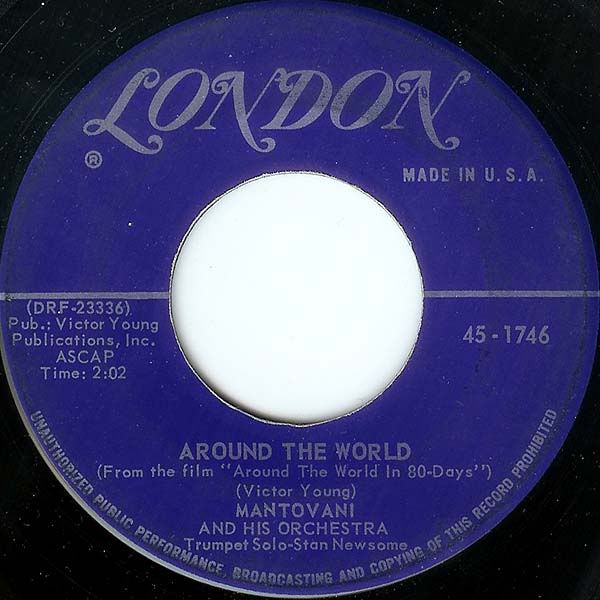 LONDON
®
MADE IN U.S.A.
(DRF-23336)
Pub.: Victor Young
Publications, Inc.
ASCAP
Time: 2:02
45-1746
AROUND THE WORLD
(From the film "Around The World In 80-Days")
(Victor Young)
MANTOVANI
AND HIS ORCHESTRA
Trumpet Solo-Stan Newsome
UNAUTHORIZED PUBLIC PERFORMANCE, BROADCASTING AND COPYING OF THIS RECORD PROHIBITED